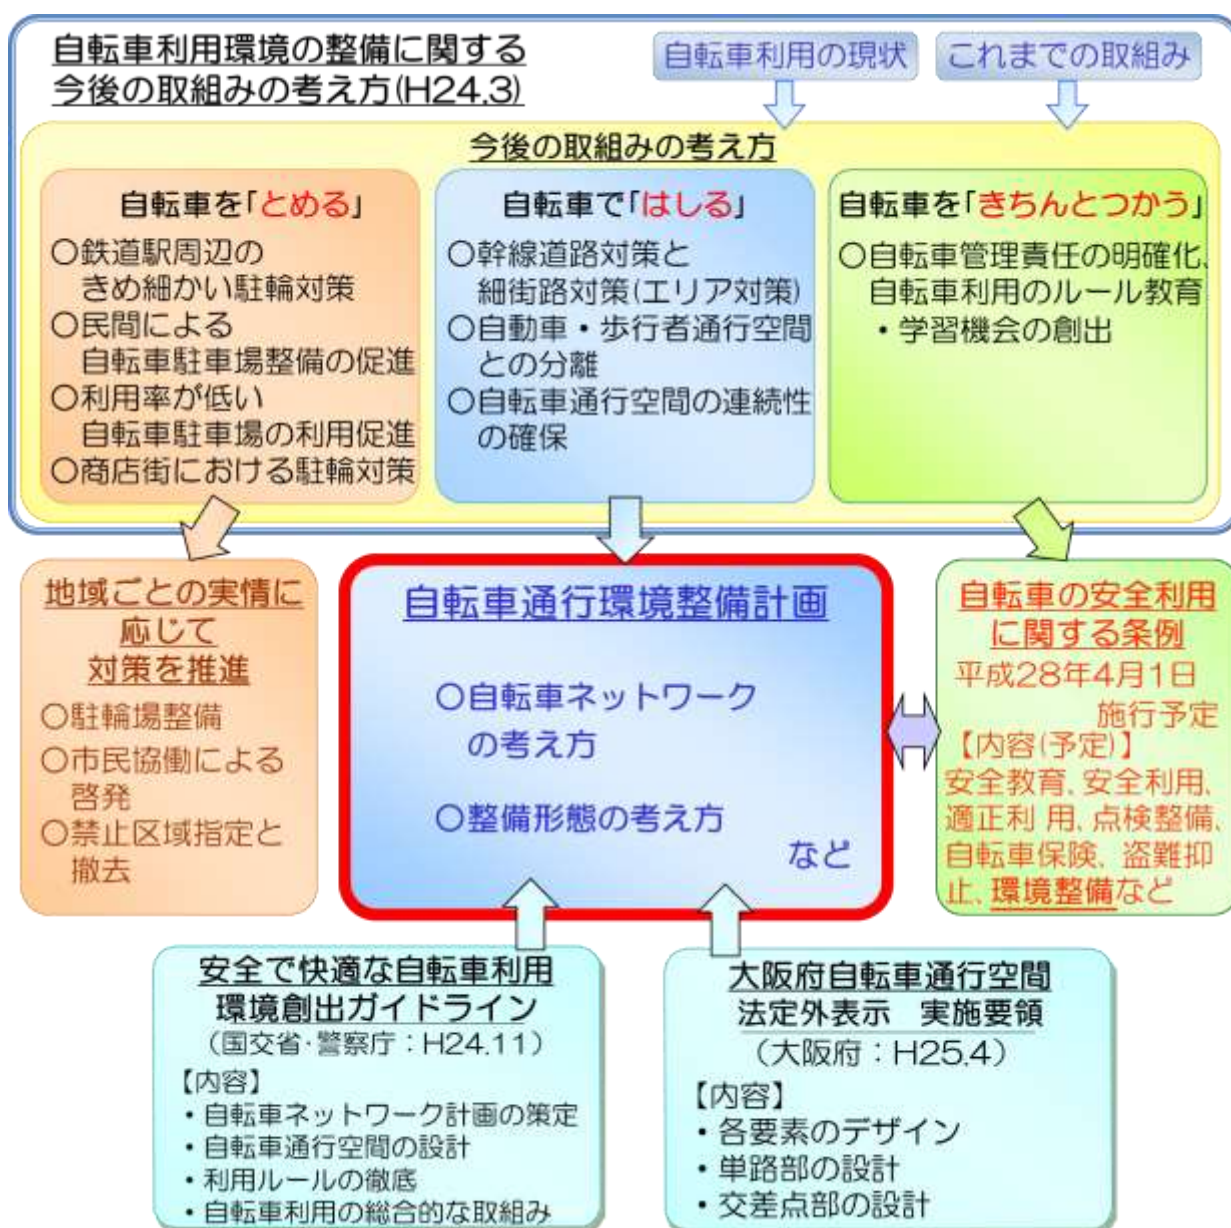 自転車利用環境の整備に関する
今後の取組みの考え方(H24.3)
自転車利用の現状
これまでの取組み
今後の取組みの考え方
自転車を「とめる」
○鉄道駅周辺の
きめ細かい駐輪対策
○民間による
自転車駐車場整備の促進
○利用率が低い
自転車駐車場の利用促進
○商店街における駐輪対策
自転車で「はしる」
○幹線道路対策と
細街路対策(エリア対策)
○自動車・歩行者通行空間
との分離
○自転車通行空間の連続性
の確保
自転車を「きちんとつかう」
○自転車管理責任の明確化、
自転車利用のルール教育
・学習機会の創出
地域ごとの実情に
応じて
対策を推進
○駐輪場整備
○市民協働による
啓発
○禁止区域指定と
撤去
自転車通行環境整備計画
○自転車ネットワーク
の考え方
○整備形態の考え方
など
自転車の安全利用
に関する条例
平成28年4月1日
施行予定
【内容(予定)】
安全教育、安全利用、
適正利 用、点検整備、
自転車保険、盗難抑
止、環境整備など
安全で快適な自転車利用
環境創出ガイドライン
（国交省・警察庁：H24.11）
【内容】
・自転車ネットワーク計画の策定
・自転車通行空間の設計
・利用ルールの徹底
・自転車利用の総合的な取組み
大阪府自転車通行空間
法定外表示　実施要領
（大阪府：H25.4）
【内容】
・各要素のデザイン
・単路部の設計
・交差点部の設計